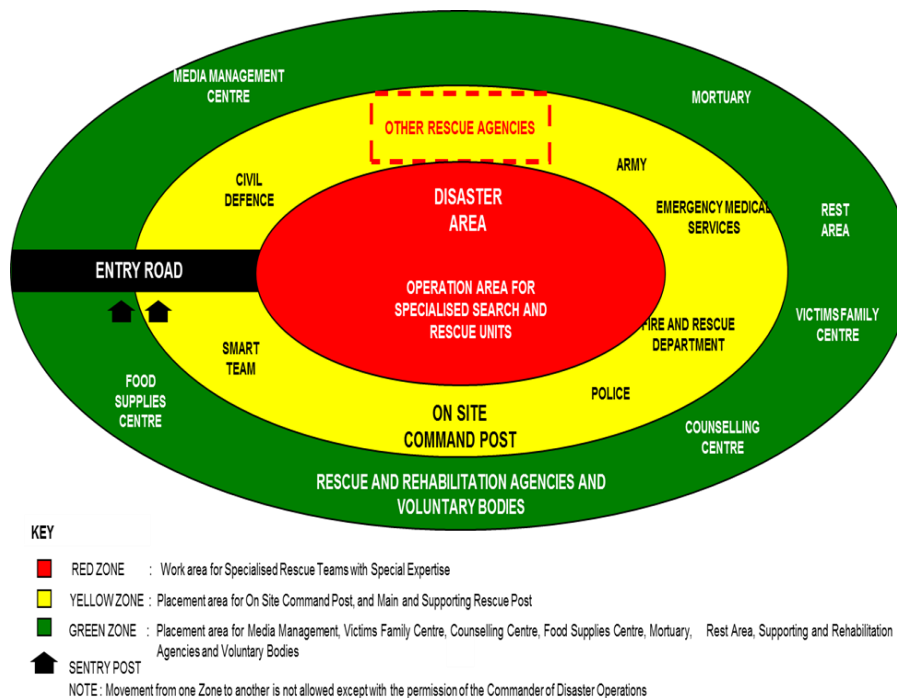 MEDIA MANAGEMENT
CENTRE
MORTUARY
OTHER RESCUE AGENCIES
ARMY
CIVIL
DEFENCE
DISASTER
AREA
EMERGENCY MEDICAL
SERVICES
REST
AREA
ENTRY ROAD
OPERATION AREA FOR
SPECIALISED SEARCH AND
RESCUE UNITS
VICTIMS FAMILY
CENTRE
FIRE AND RESCUE
DEPARTMENT
SMART
TEAM
FOOD
SUPPLIES
CENTRE
POLICE
ON SITE
COMMAND POST
COUNSELLING
CENTRE
RESCUE AND REHABILITATION AGENCIES AND
VOLUNTARY BODIES
KEY
RED ZONE : Work area for Specialised Rescue Teams with Special Expertise
YELLOW ZONE : Placement area for On Site Command Post, and Main and Supporting Rescue Post
GREEN ZONE : Placement area for Media Management, Victims Family Centre, Counselling Centre, Food Supplies Centre, Mortuary, Rest Area, Supporting and Rehabilitation
Agencies and Voluntary Bodies
SENTRY POST
NOTE : Movement from one Zone to another is not allowed except with the permission of the Commander of Disaster Operations